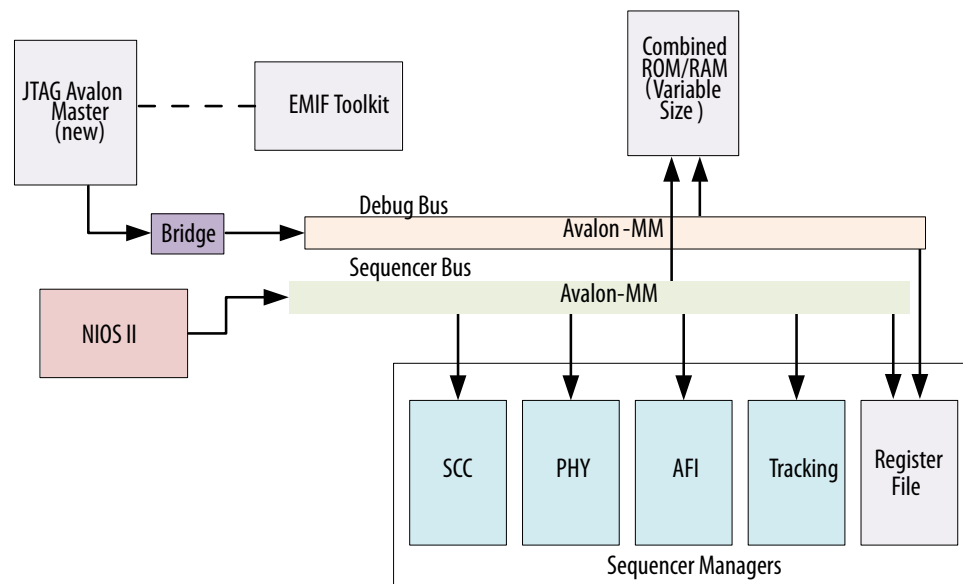 JTAG Avalon
Master
(new)
EMIF Toolkit
Combined
ROM/RAM
(Variable
Size )
Debug Bus
Avalon -MM
Bridge
Sequencer Bus
Avalon-MM
NIOS II
SCC
PHY
AFI
Tracking
Register
File
Sequencer Managers